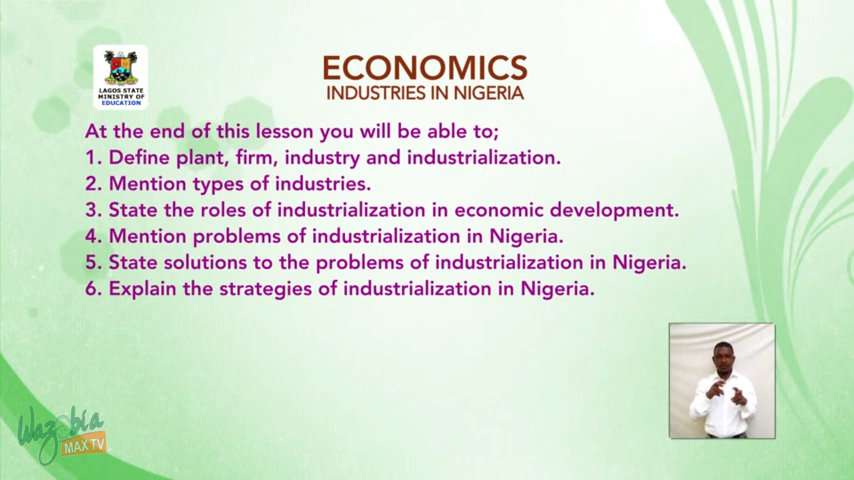 LAGOS STATE
MINISTRY OF
EDUCATION
ECONOMICS
INDUSTRIES IN NIGERIA
At the end of this lesson you will be able to;
1. Define plant, firm, industry and industrialization.
2. Mention types of industries.
3. State the roles of industrialization in economic development.
4. Mention problems of industrialization in Nigeria.
5. State solutions to the problems of industrialization in Nigeria.
6. Explain the strategies of industrialization in Nigeria.
Wazobia
MAX TV